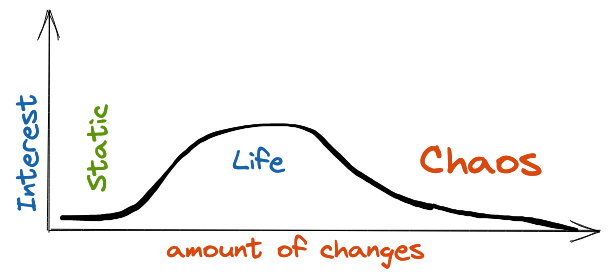 Interest
Static
Life
Chaos
amount of changes